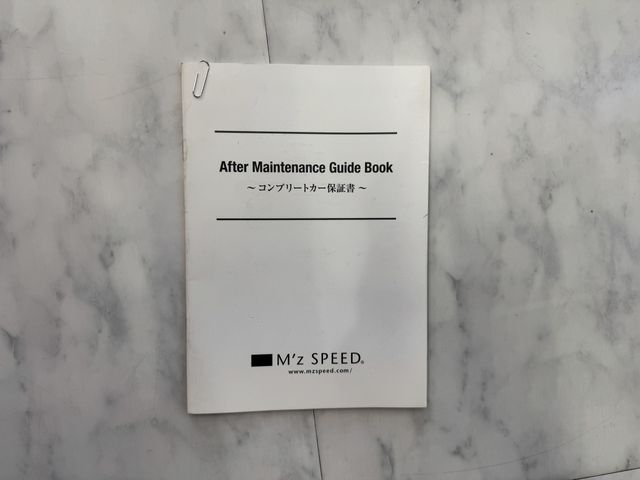 After Maintenance Guide Book
～コンプリートカー保証書～
M'z SPEED®
www.mzspeed.com/